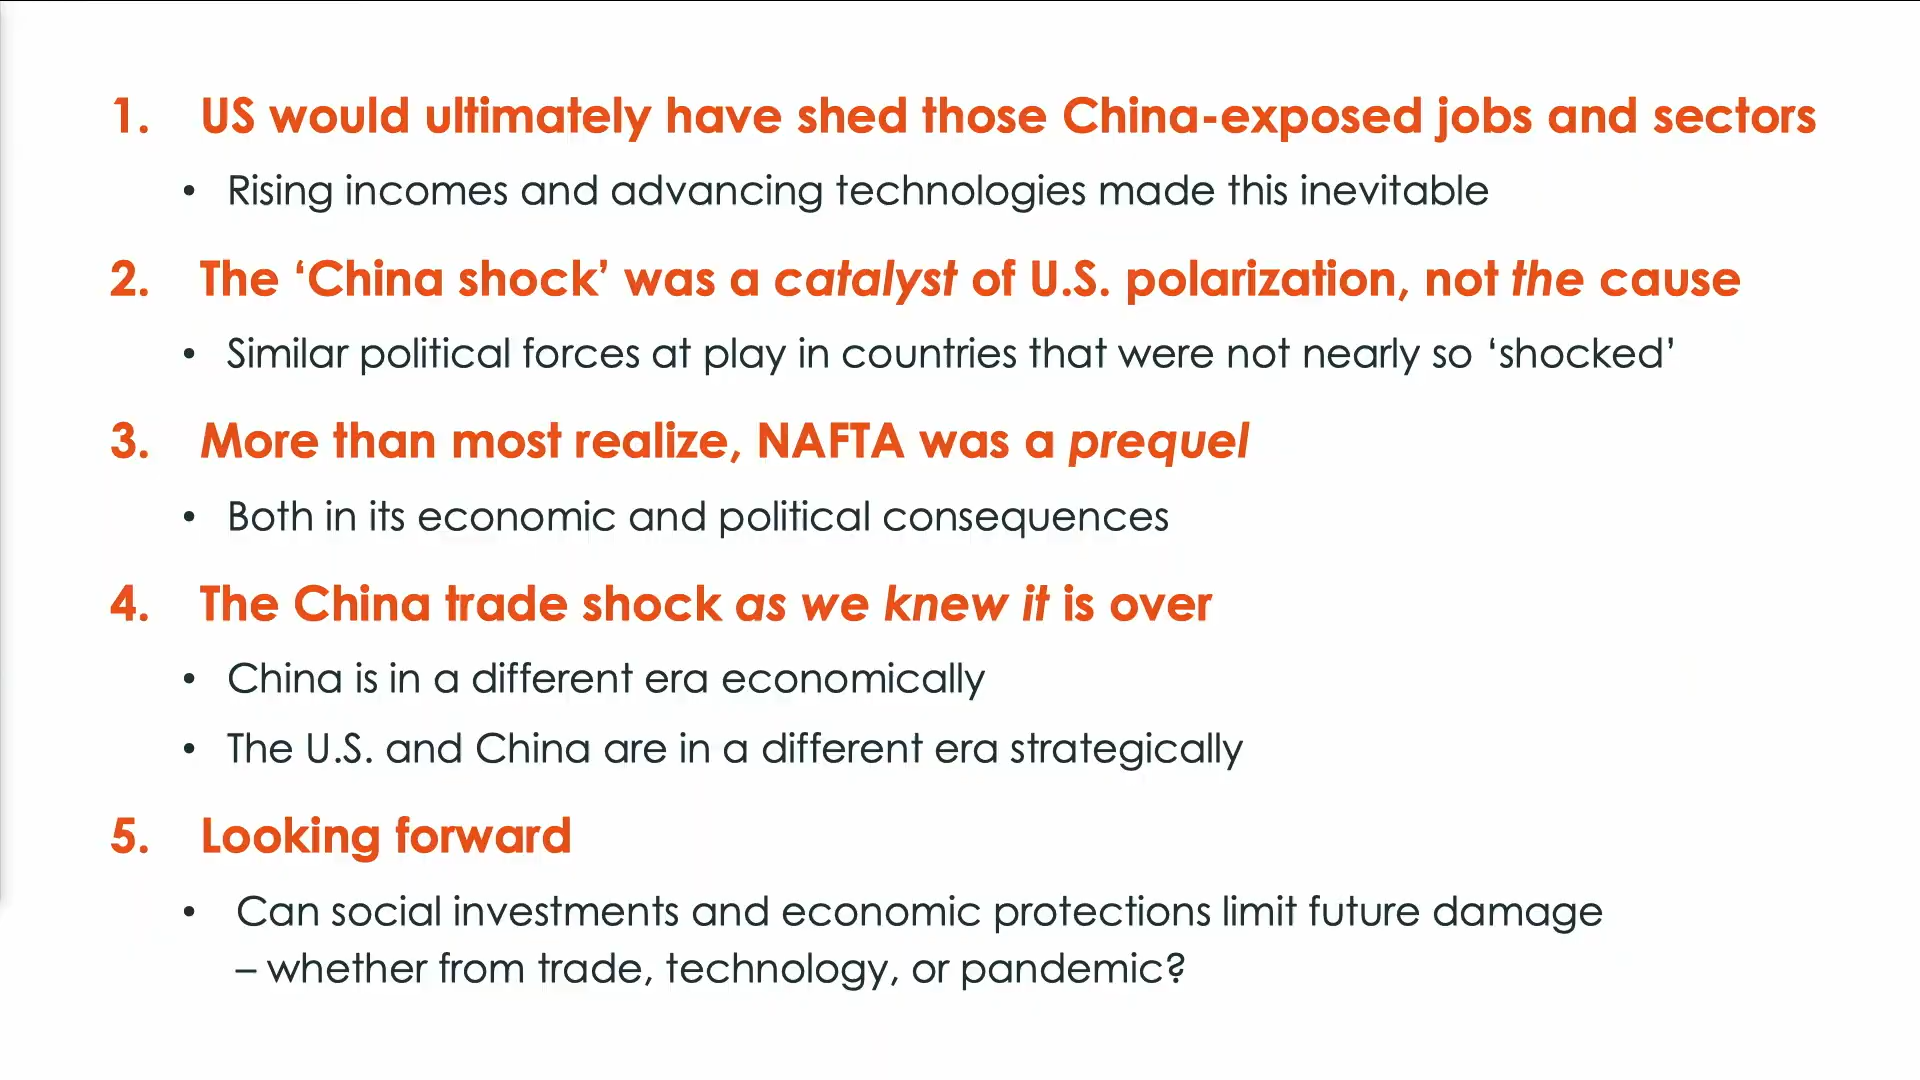 1. US would ultimately have shed those China-exposed jobs and sectors
• Rising incomes and advancing technologies made this inevitable
2. The ‘China shock’ was a catalyst of U.S. polarization, not the cause
• Similar political forces at play in countries that were not nearly so ‘shocked’
3. More than most realize, NAFTA was a prequel
• Both in its economic and political consequences
4. The China trade shock as we knew it is over
• China is in a different era economically
• The U.S. and China are in a different era strategically
5. Looking forward
• Can social investments and economic protections limit future damage
– whether from trade, technology, or pandemic?